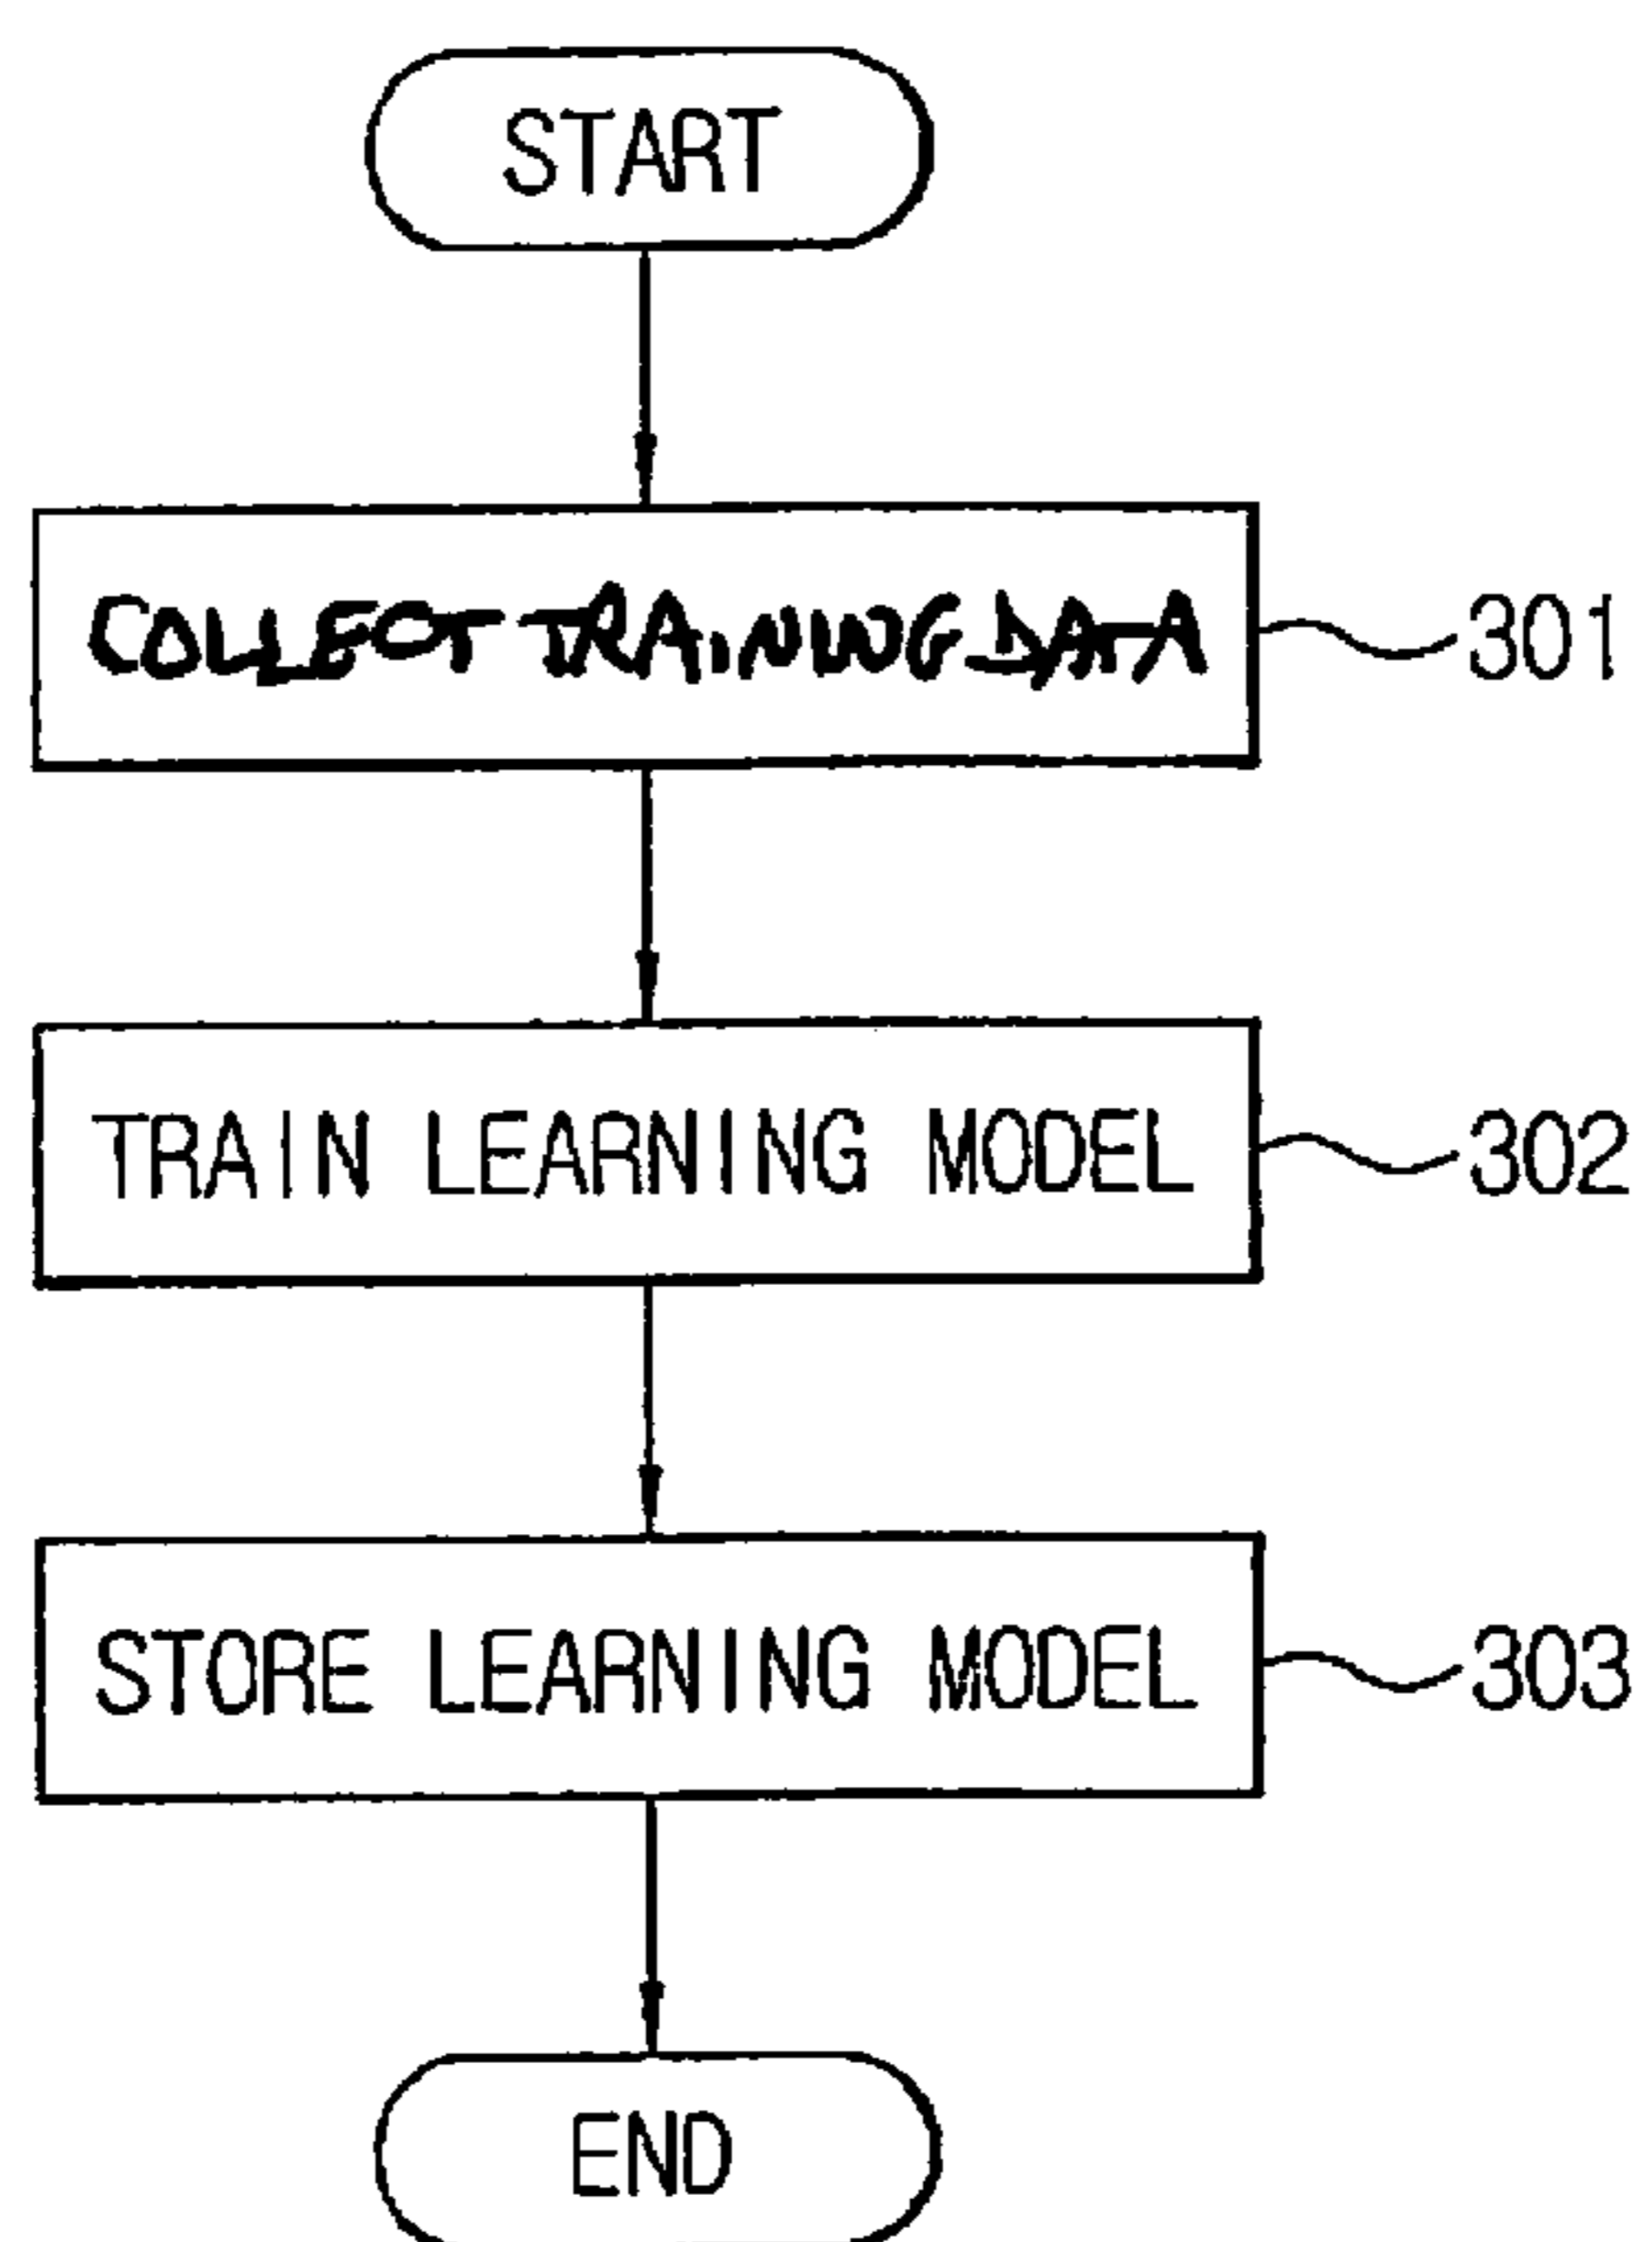 START
COLLECT TRAINING DATA
301
TRAIN LEARNING MODEL
302
STORE LEARNING MODEL
303
END